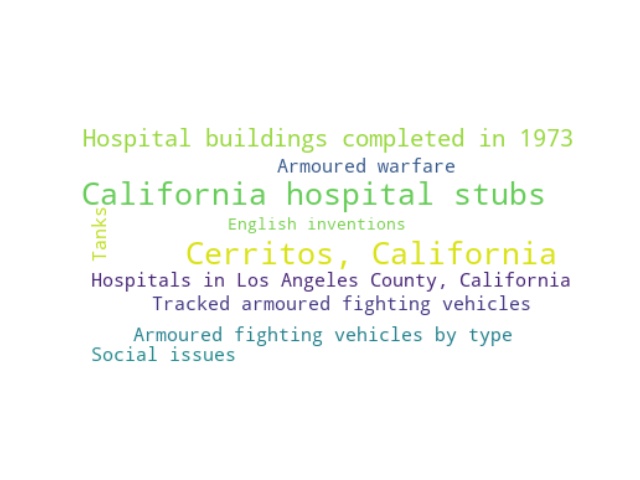 Hospital buildings completed in 1973
Armoured warfare
California hospital stubs
Tanks
English inventions
Cerritos, California
Hospitals in Los Angeles County, California
Tracked armoured fighting vehicles
Armoured fighting vehicles by type
Social issues